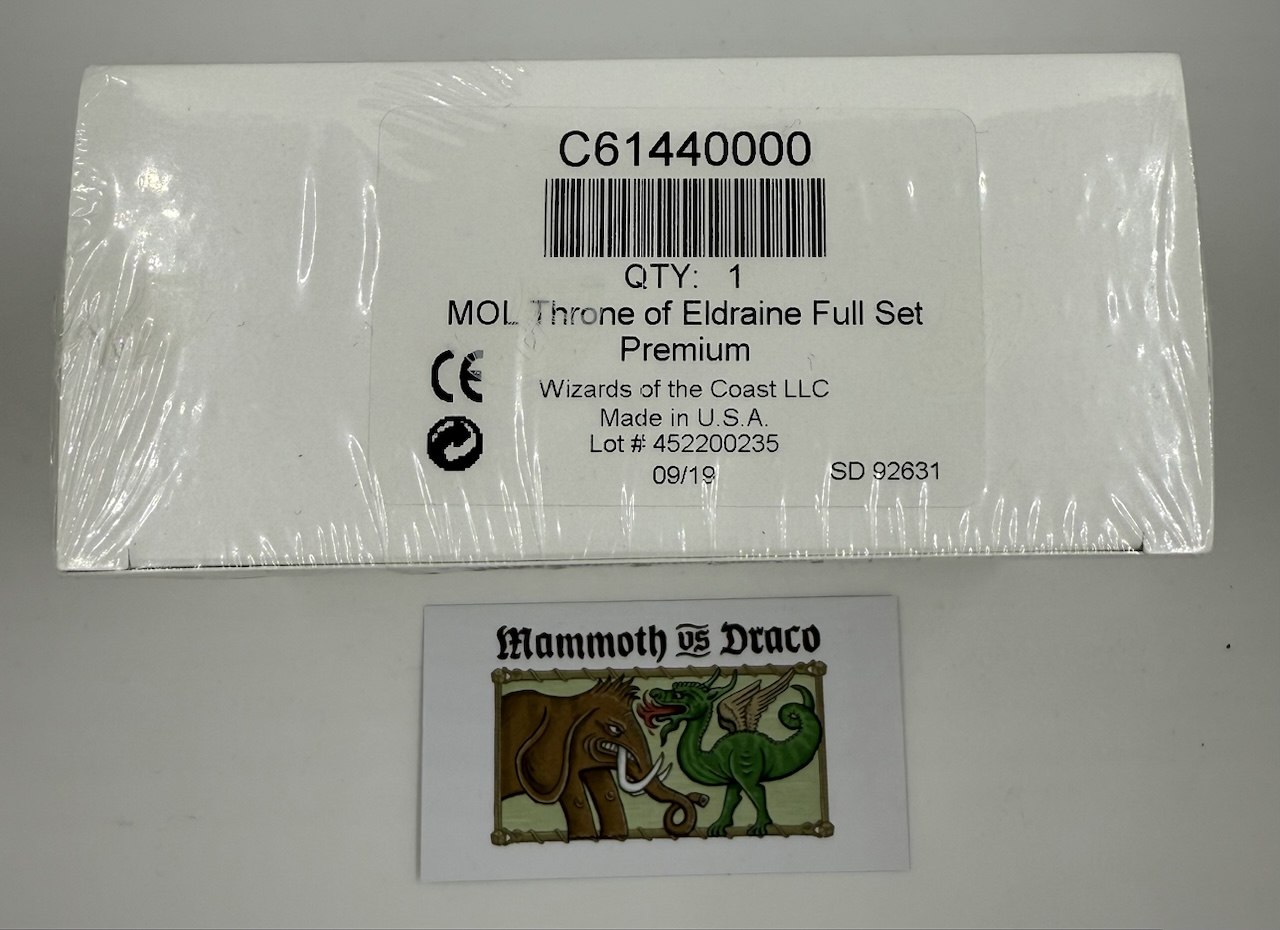 C61440000
QTY: 1
MOL Throne of Eldraine Full Set
Premium
CE
Wizards of the Coast LLC
Made in U.S.A.
Lot # 452200235
09/19
SD 92631
Mammoth vs Draco